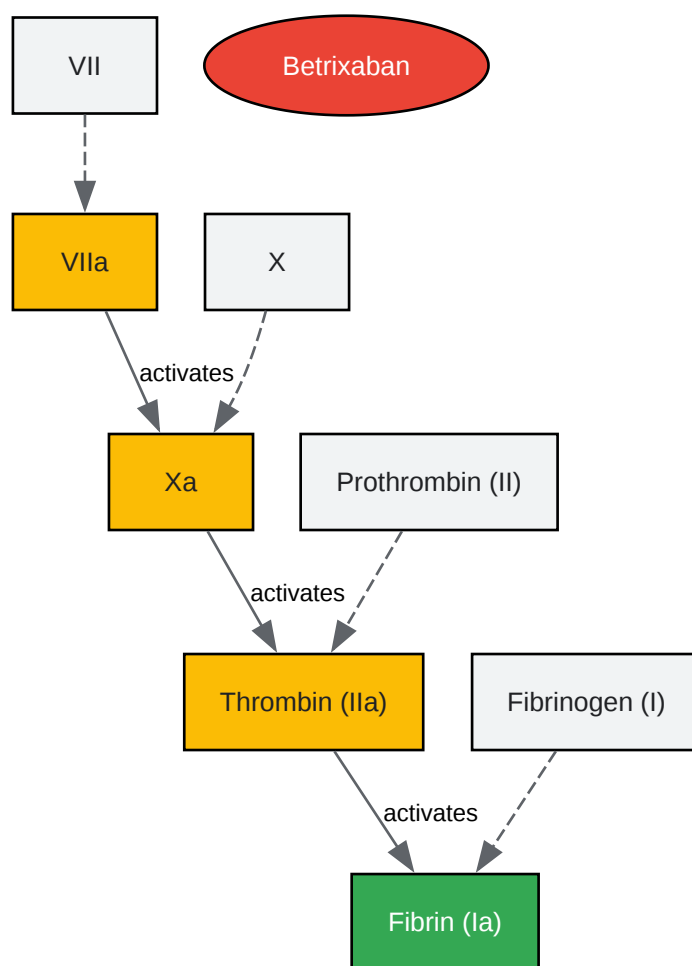 VII
Betrixaban
VIIa
X
activates
Xa
Prothrombin (II)
activates
Thrombin (IIa)
Fibrinogen (I)
activates
Fibrin (Ia)